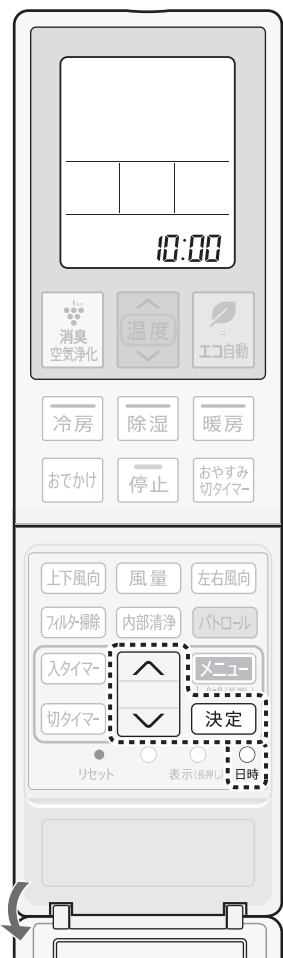 10:00
Ion
消臭
空気浄化
温度
エコ自動
冷房
除湿
暖房
おでかけ
停止
おやすみ
切タイマー
上下風向
風量
左右風向
フィルター掃除
内部清浄
パトロール
入タイマー
メニュー
切タイマー
決定
リセット
表示(長押し)
日時